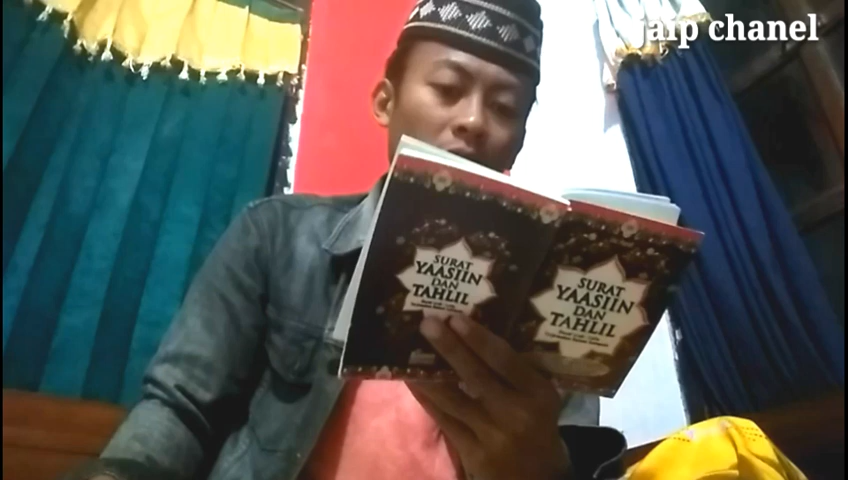 jaip chanel
SURAT
YAASIIN
DAN
TAHLIL
SURAT
YAASIIN
DAN
TAHLIL